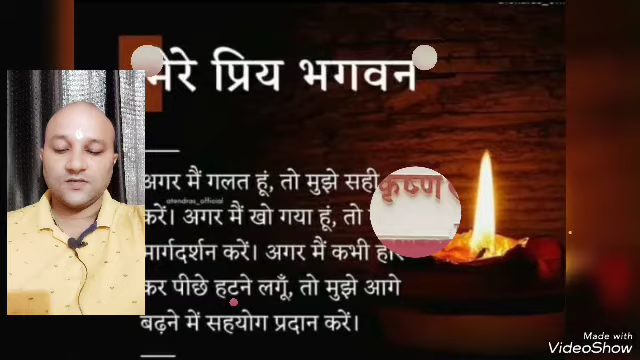 मेरे प्रिय भगवन
अगर मैं गलत हूं, तो मुझे सही
कृष्ण
atendras_official
करें। अगर मैं खो गया हूं, तो
मार्गदर्शन करें। अगर मैं कभी हार
कर पीछे हटने लगूँ, तो मुझे आगे
बढ़ने में सहयोग प्रदान करें।
Made with
VideoShow